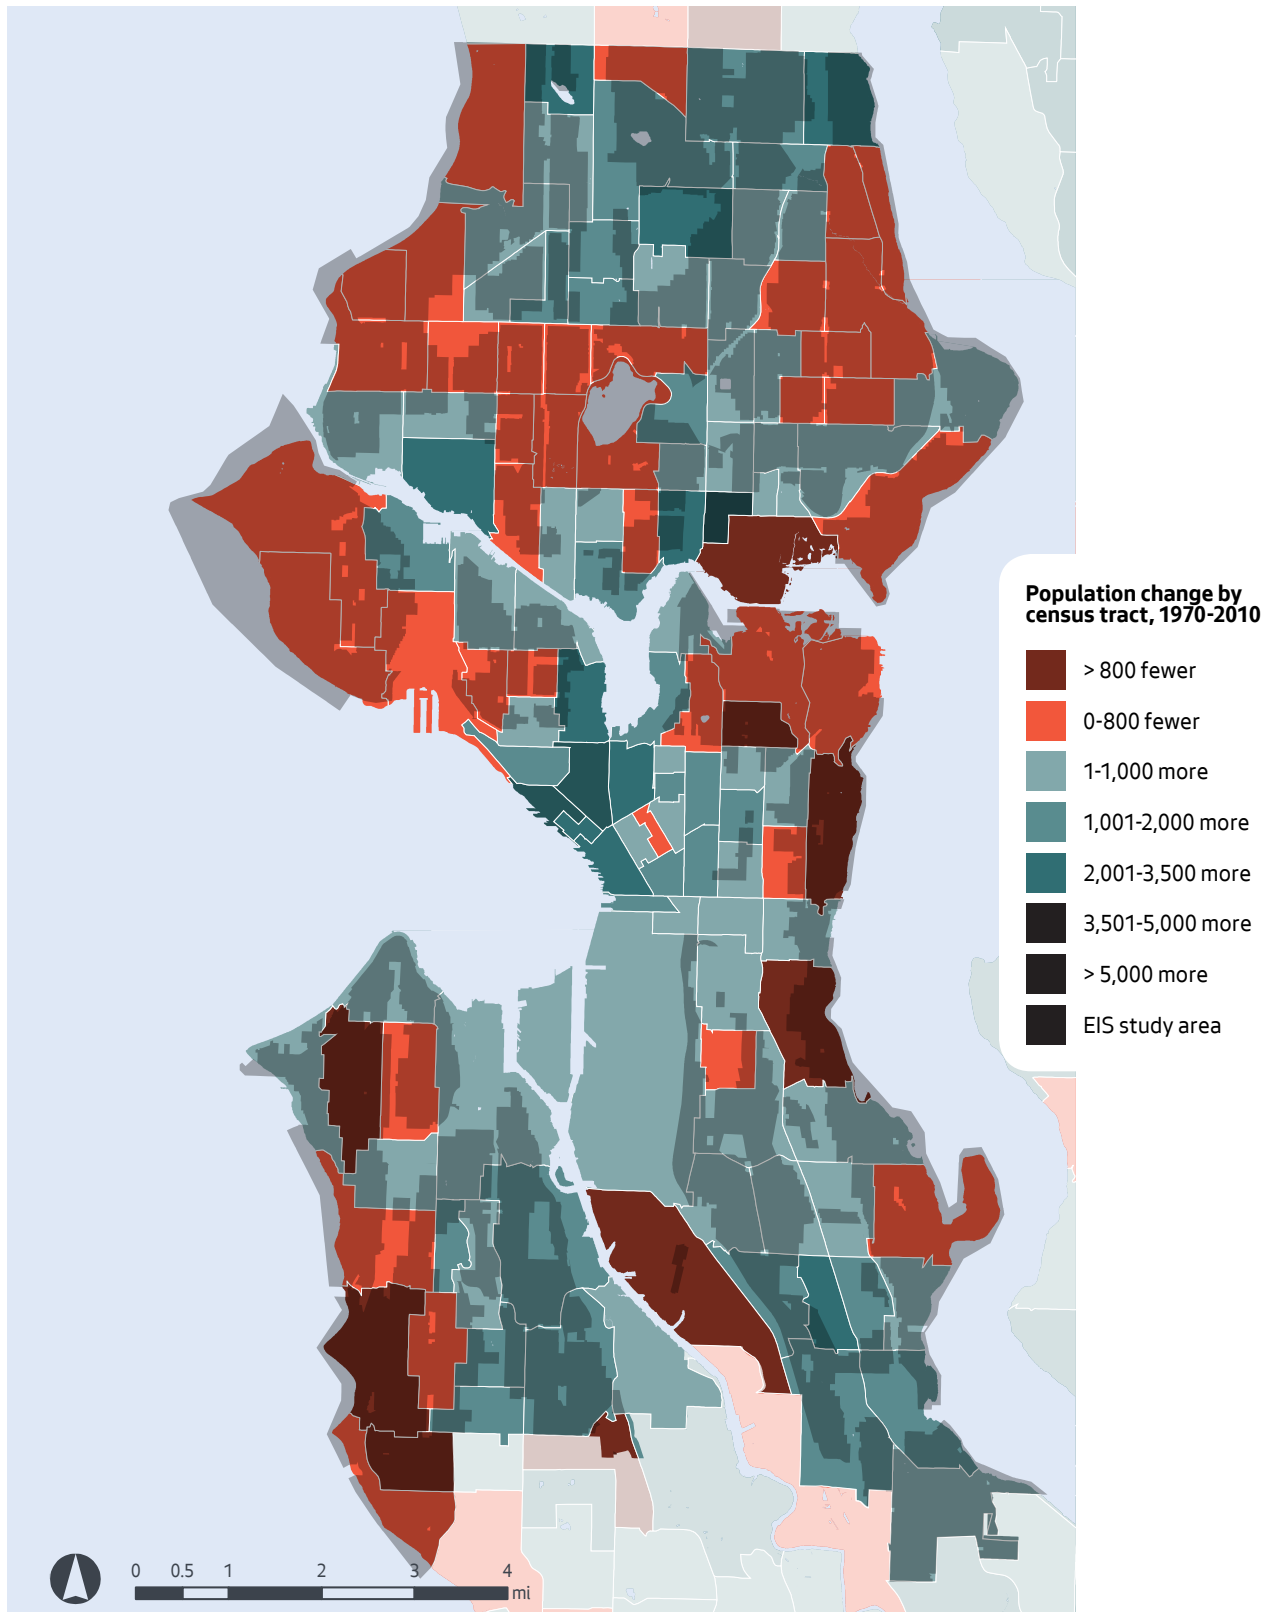 Population change by
census tract, 1970-2010
> 800 fewer
0-800 fewer
1-1,000 more
1,001-2,000 more
2,001-3,500 more
3,501-5,000 more
> 5,000 more
EIS study area
0 0.5 1 2 3 4
mi